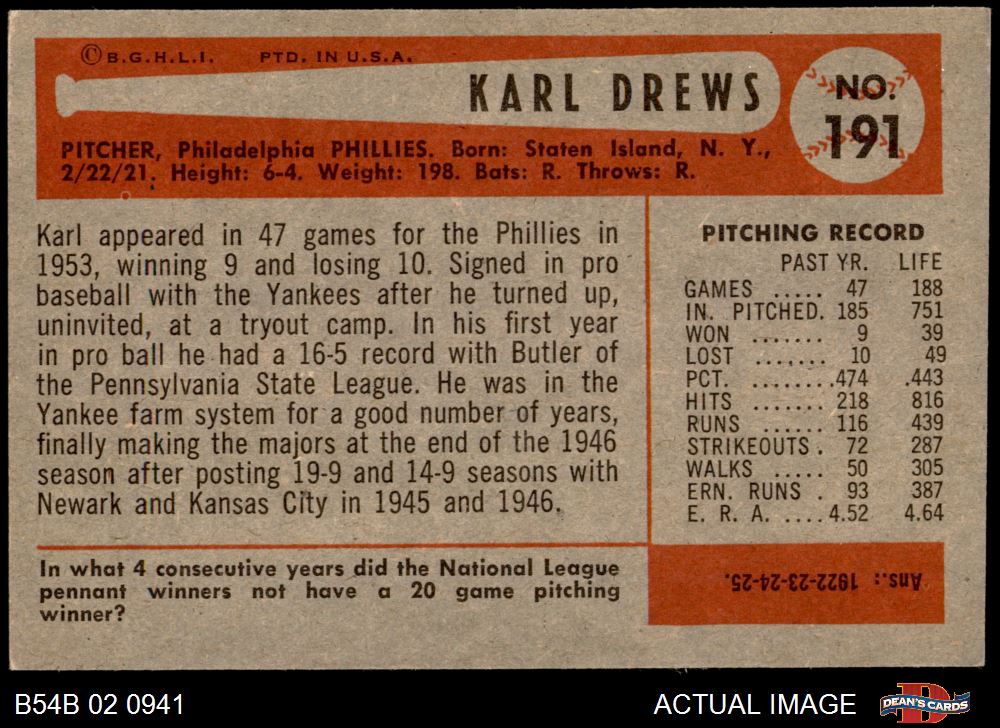 © B.G.H.L.I. PTD. IN U.S.A.
KARL DREWS
NO.
191
PITCHER, Philadelphia PHILLIES. Born: Staten Island, N. Y.,
2/22/21. Height: 6-4. Weight: 198. Bats: R. Throws: R.
Karl appeared in 47 games for the Phillies in
1953, winning 9 and losing 10. Signed in pro
baseball with the Yankees after he turned up,
uninvited, at a tryout camp. In his first year
in pro ball he had a 16-5 record with Butler of
the Pennsylvania State League. He was in the
Yankee farm system for a good number of years,
finally making the majors at the end of the 1946
season after posting 19-9 and 14-9 seasons with
Newark and Kansas City in 1945 and 1946.
PITCHING RECORD
PAST YR. LIFE
GAMES ..... 47 188
IN. PITCHED. 185 751
WON ....... 9 39
LOST ....... 10 49
PCT. ........ .474 .443
HITS ....... 218 816
RUNS ...... 116 439
STRIKEOUTS . 72 287
WALKS ..... 50 305
ERN. RUNS . 93 387
E. R. A. .... 4.52 4.64
In what 4 consecutive years did the National League
pennant winners not have a 20 game pitching
winner?
Ans.: 1922-23-24-25.
B54B 02 0941
ACTUAL IMAGE
DEAN'S CARDS